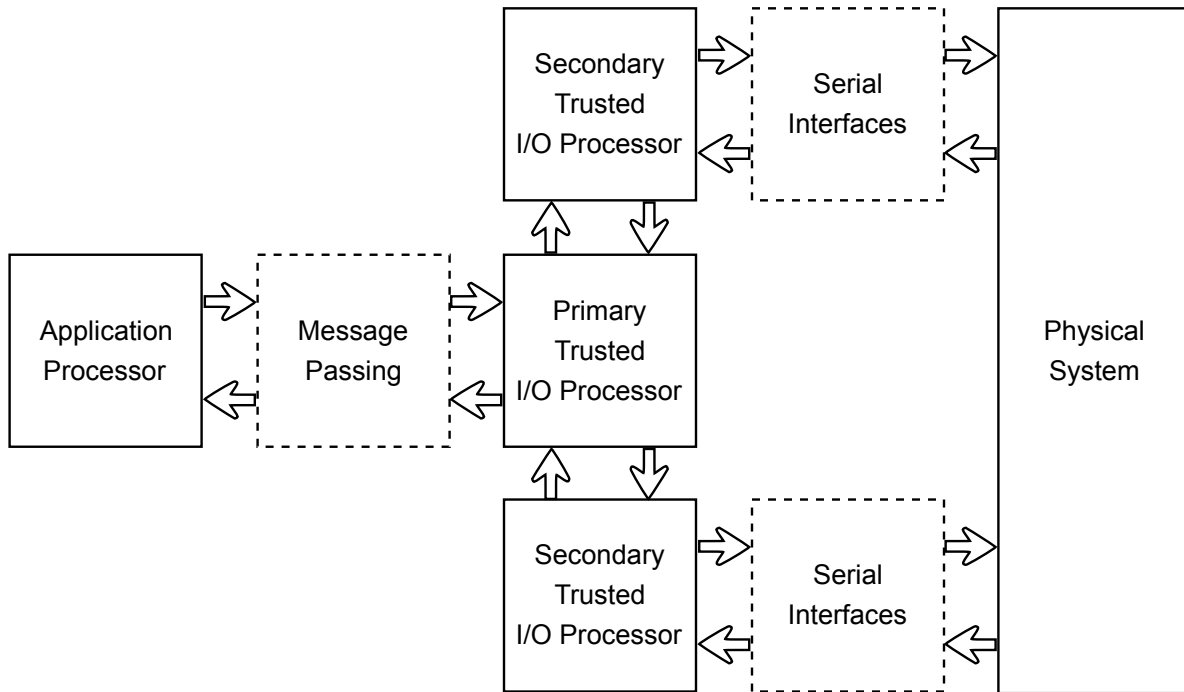 Secondary
Trusted
I/O Processor
Serial
Interfaces
Application
Processor
Message
Passing
Primary
Trusted
I/O Processor
Physical
System
Secondary
Trusted
I/O Processor
Serial
Interfaces